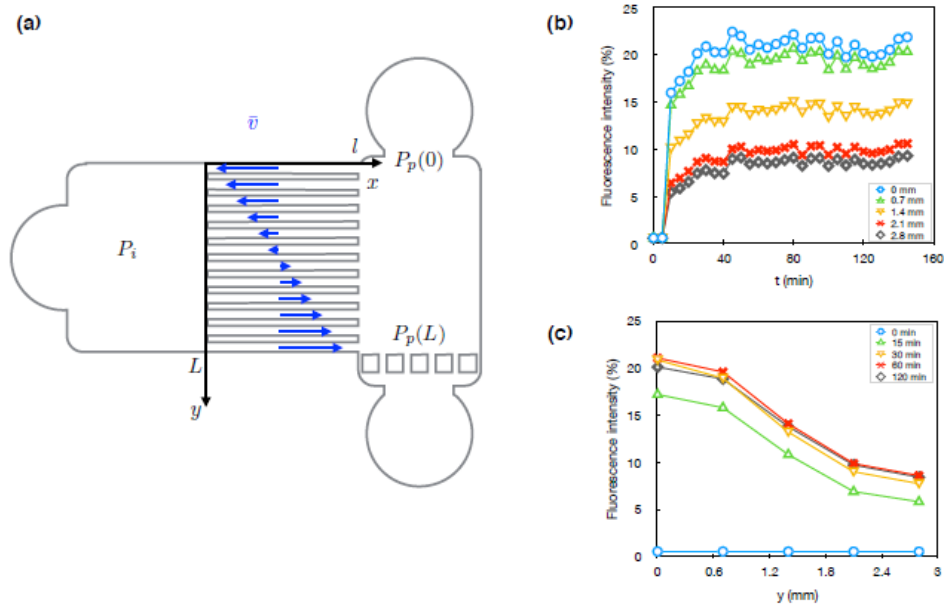 (a)
v̄
l
P_p(0)
x
P_i
P_p(L)
L
y
(b)
Fluorescence intensity (%)
25
20
15
10
5
0
0 40 80 120 160
t (min)
0 mm
0.7 mm
1.4 mm
2.1 mm
2.8 mm
(c)
Fluorescence intensity (%)
25
20
15
10
5
0
0 0.6 1.2 1.8 2.4 3
y (mm)
0 min
15 min
30 min
60 min
120 min